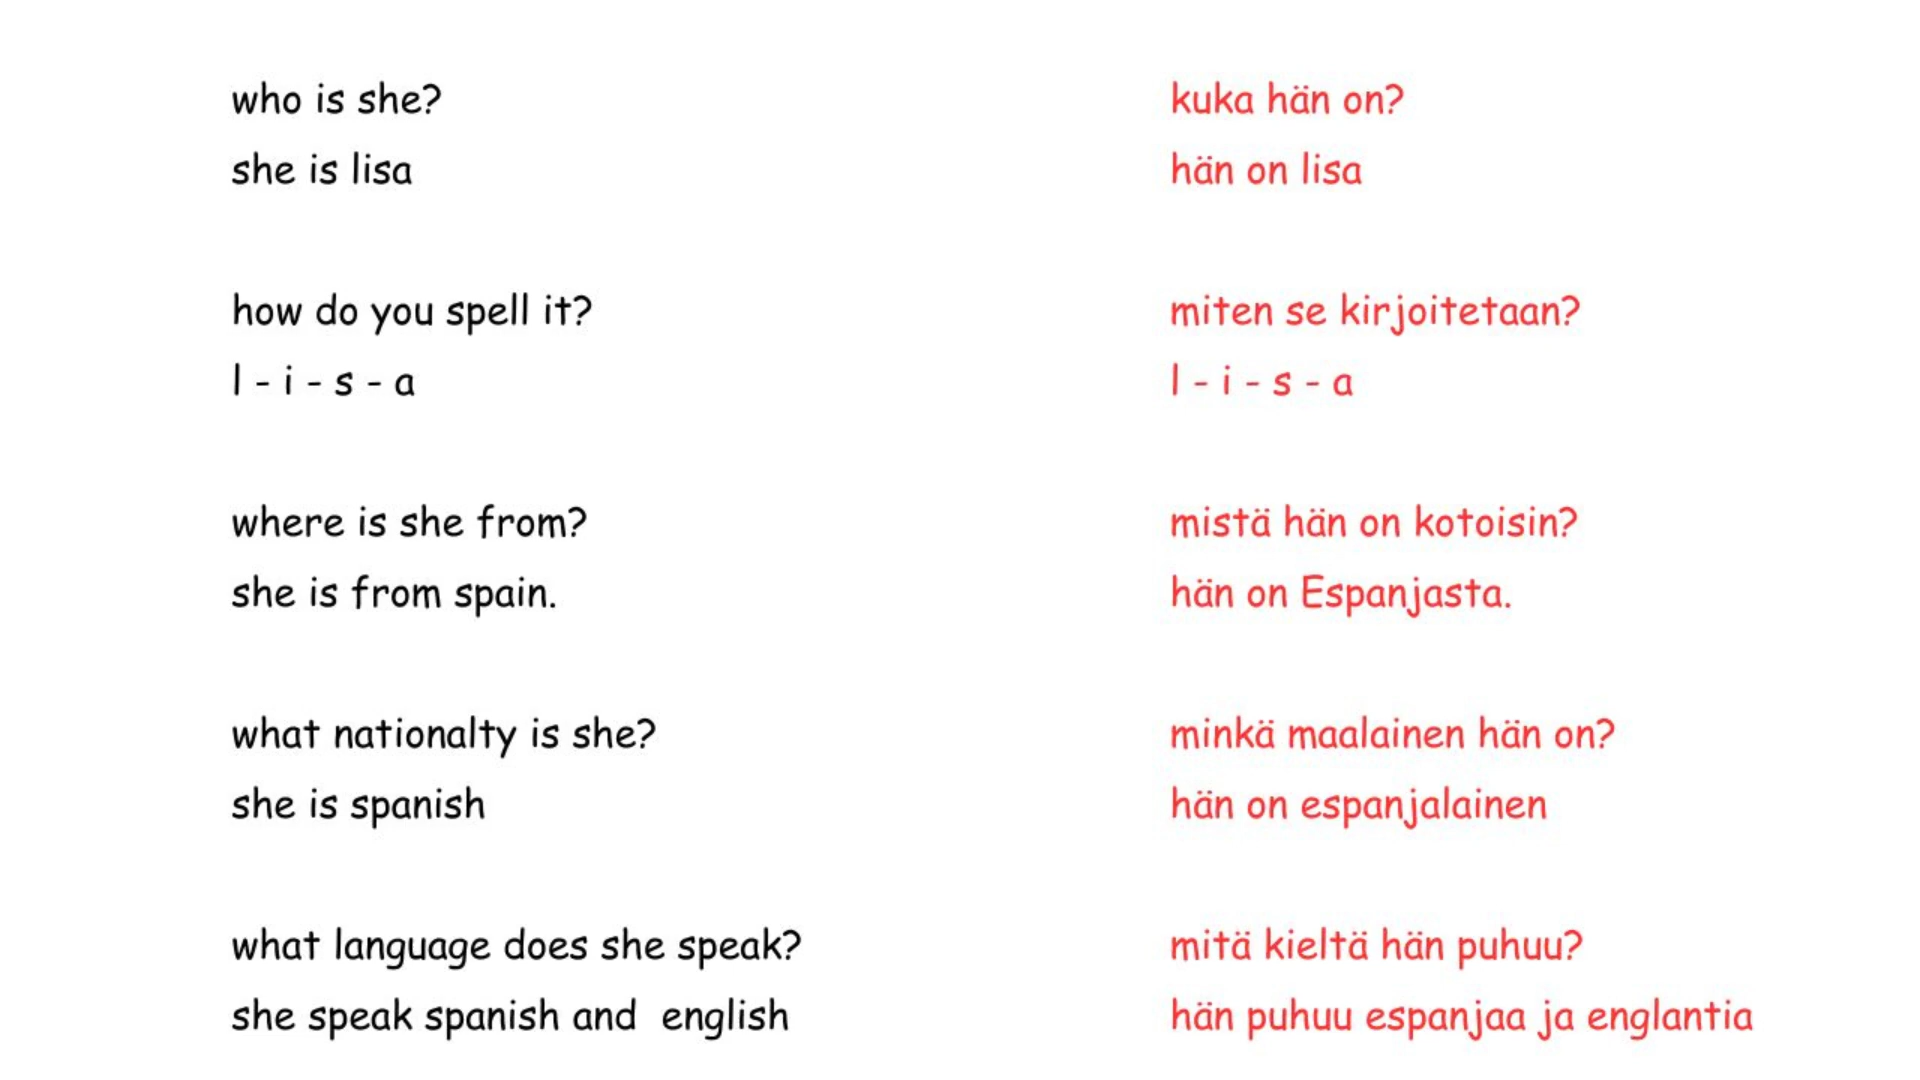 who is she?
she is lisa
how do you spell it?
l - i - s - a
where is she from?
she is from spain.
what nationalty is she?
she is spanish
what language does she speak?
she speak spanish and  english
kuka hän on?
hän on lisa
miten se kirjoitetaan?
l - i - s - a
mistä hän on kotoisin?
hän on Espanjasta.
minkä maalainen hän on?
hän on espanjalainen
mitä kieltä hän puhuu?
hän puhuu espanjaa ja englantia